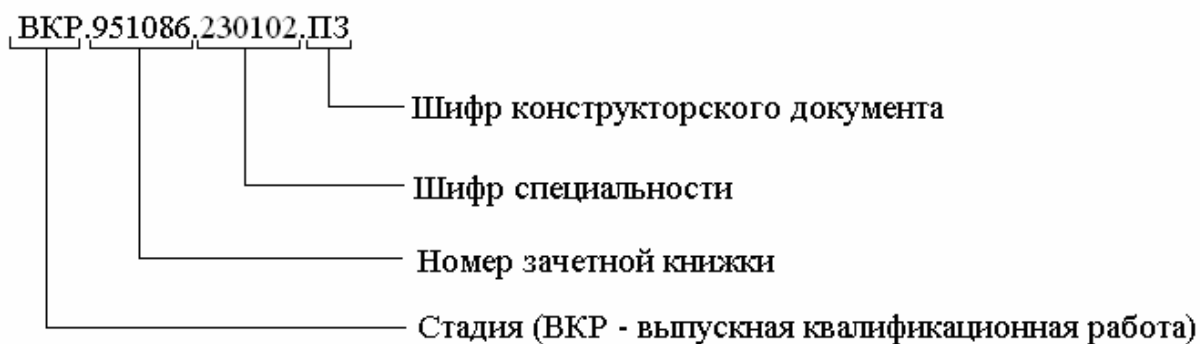 ВКР.951086.230102.ПЗ
Шифр конструкторского документа
Шифр специальности
Номер зачетной книжки
Стадия (ВКР - выпускная квалификационная работа)